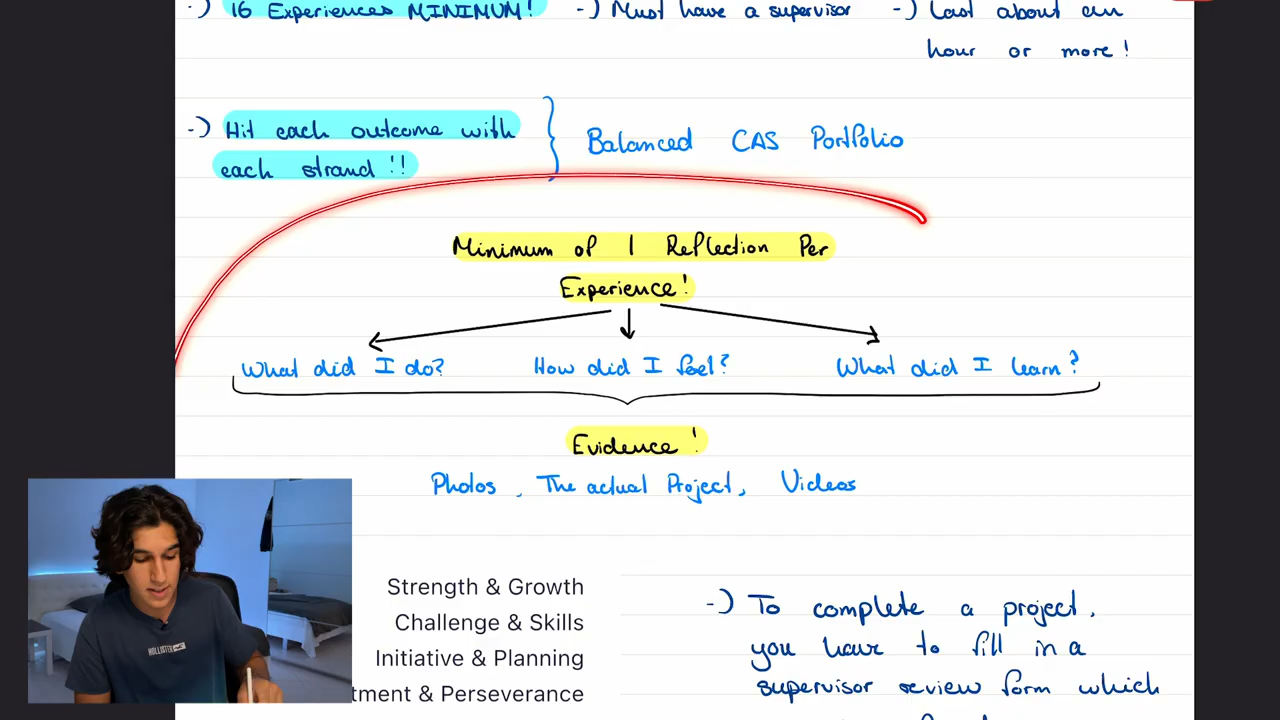 -) 16 Experiences MINIMUM! -) Must have a supervisor -) Last about an
hour or more!
-) Hit each outcome with
each strand!!
Balanced CAS Portfolio
Minimum of 1 Reflection Per
Experience!
What did I do? How did I feel? What did I learn?
Evidence!
Photos, The actual Project, Videos
Strength & Growth
Challenge & Skills
Initiative & Planning
tment & Perseverance
-) To complete a project,
you have to fill in a
supervisor review form which
HOLLISTER